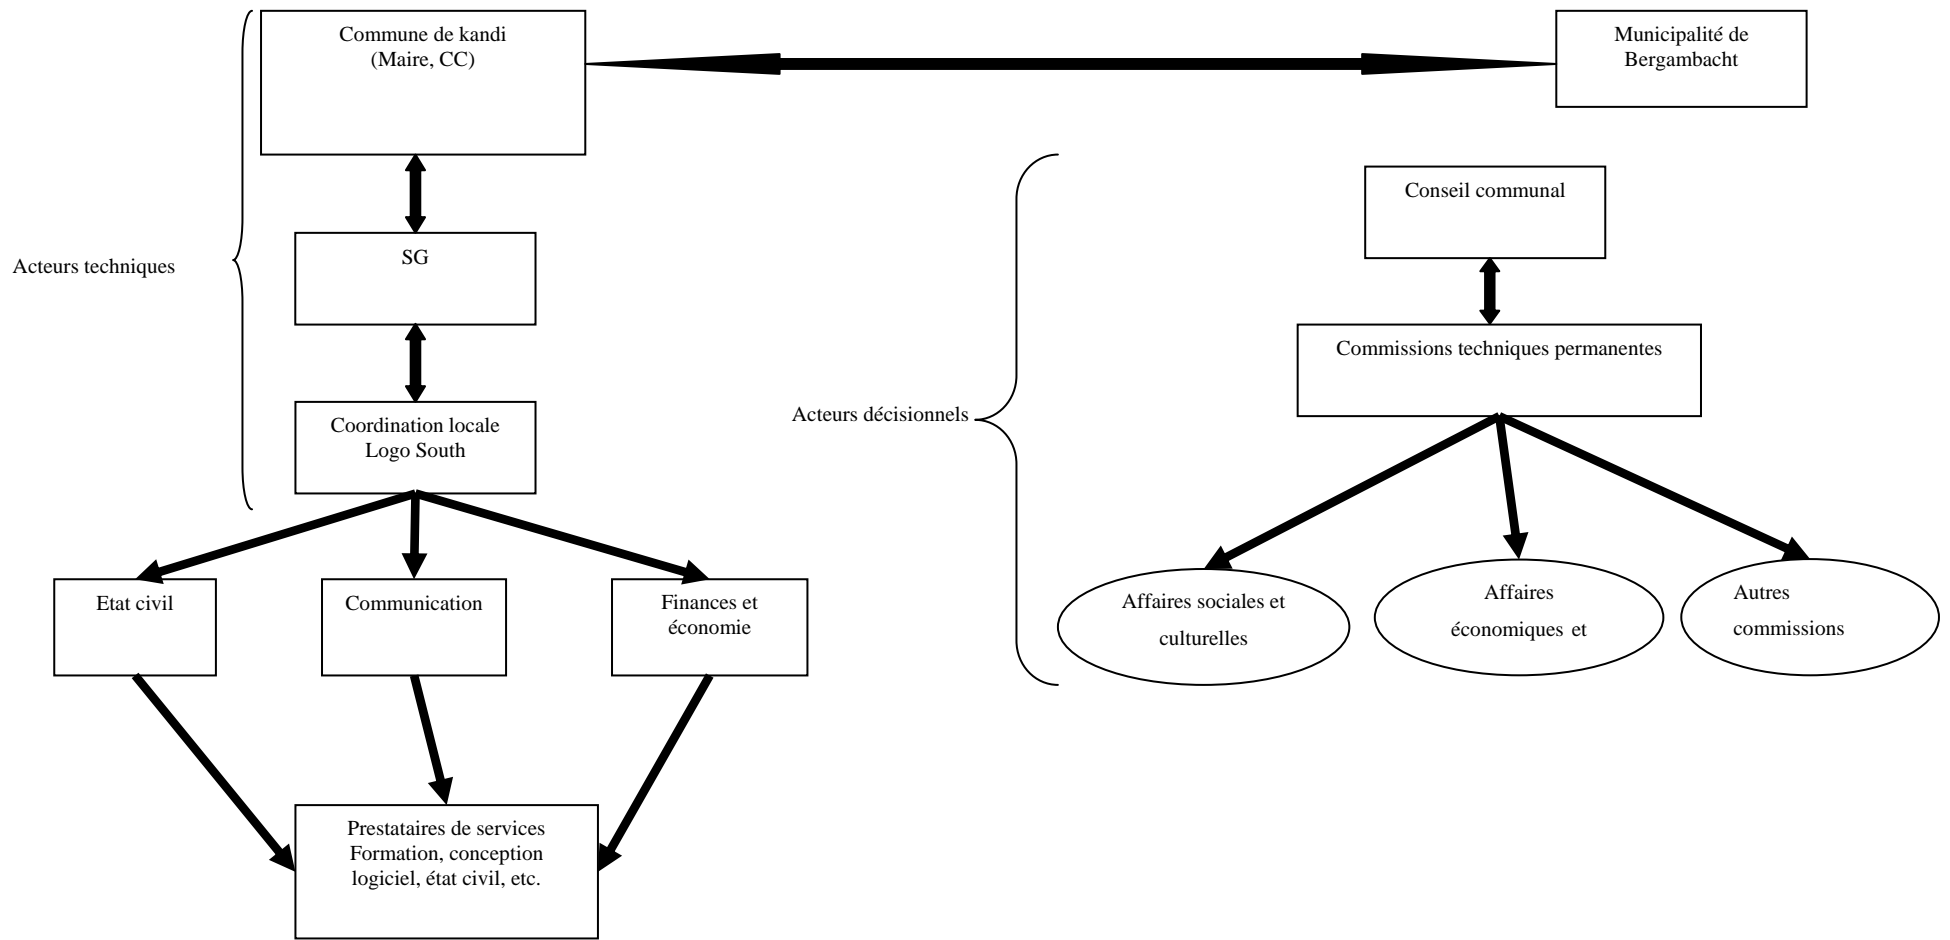 Commune de kandi
(Maire, CC)
Municipalité de
Bergambacht
Acteurs techniques
SG
Coordination locale
Logo South
Etat civil
Communication
Finances et
économie
Prestataires de services
Formation, conception
logiciel, état civil, etc.
Acteurs décisionnels
Conseil communal
Commissions techniques permanentes
Affaires sociales et
culturelles
Affaires
économiques et
Autres
commissions